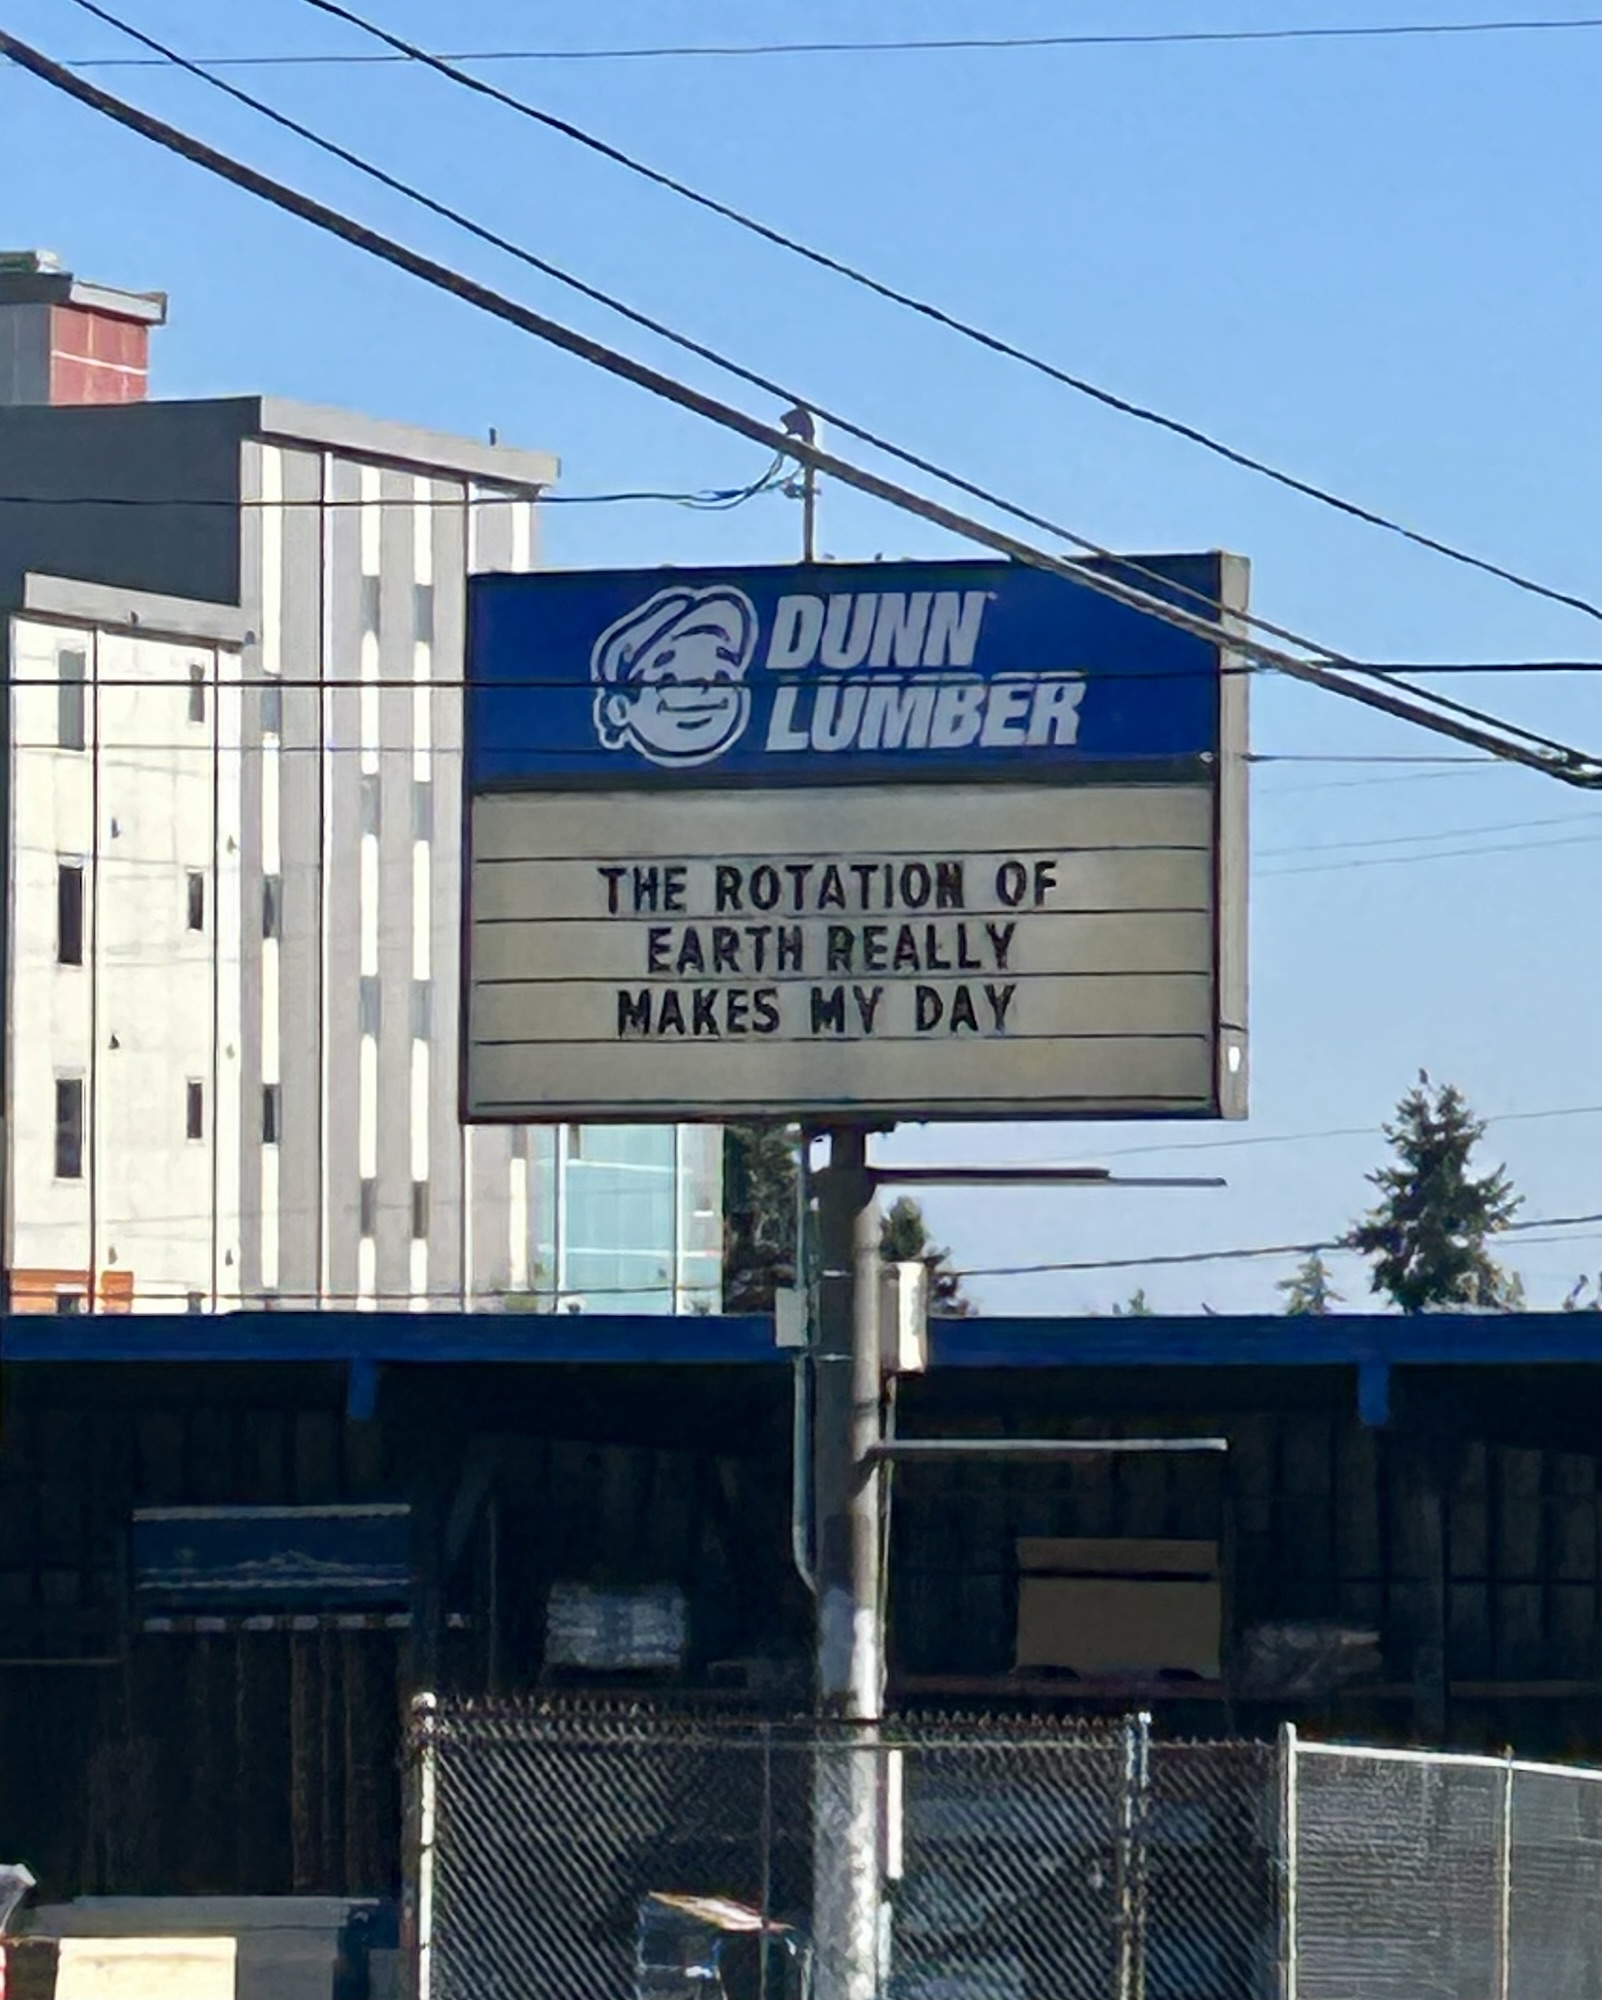 DUNN
LUMBER
THE ROTATION OF
EARTH REALLY
MAKES MY DAY